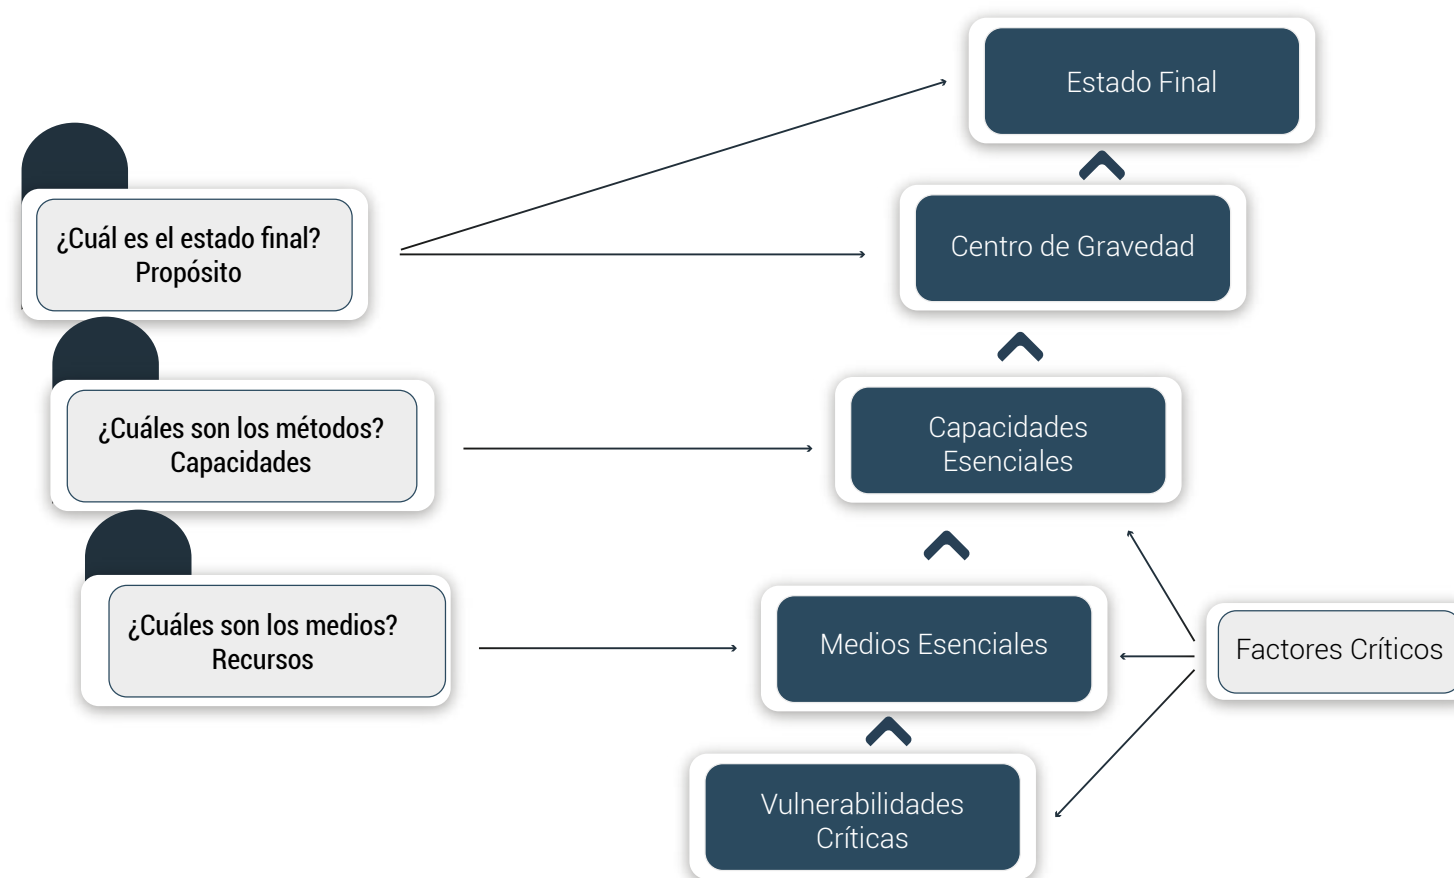 Estado Final
¿Cuál es el estado final?
Propósito
Centro de Gravedad
¿Cuáles son los métodos?
Capacidades
Capacidades
Esenciales
¿Cuáles son los medios?
Recursos
Medios Esenciales
Factores Críticos
Vulnerabilidades
Críticas